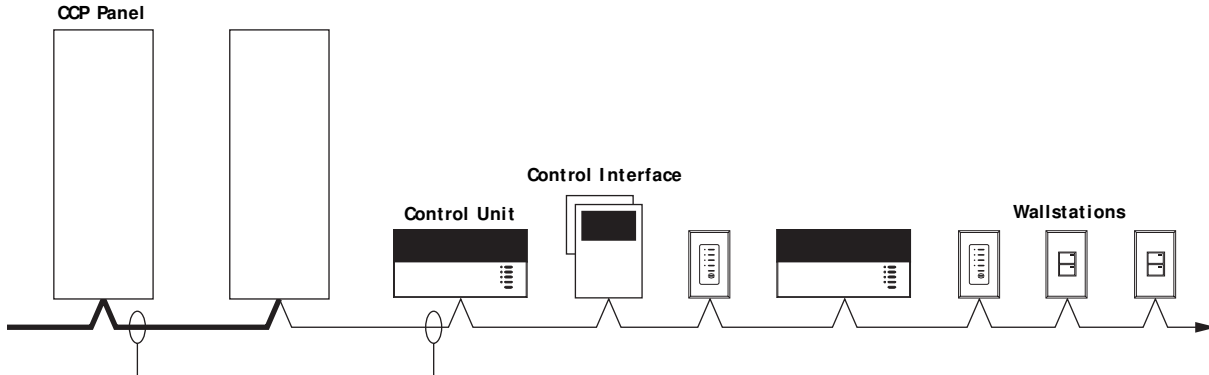 CCP Panel
Control Interface
Control Unit
Wallstations